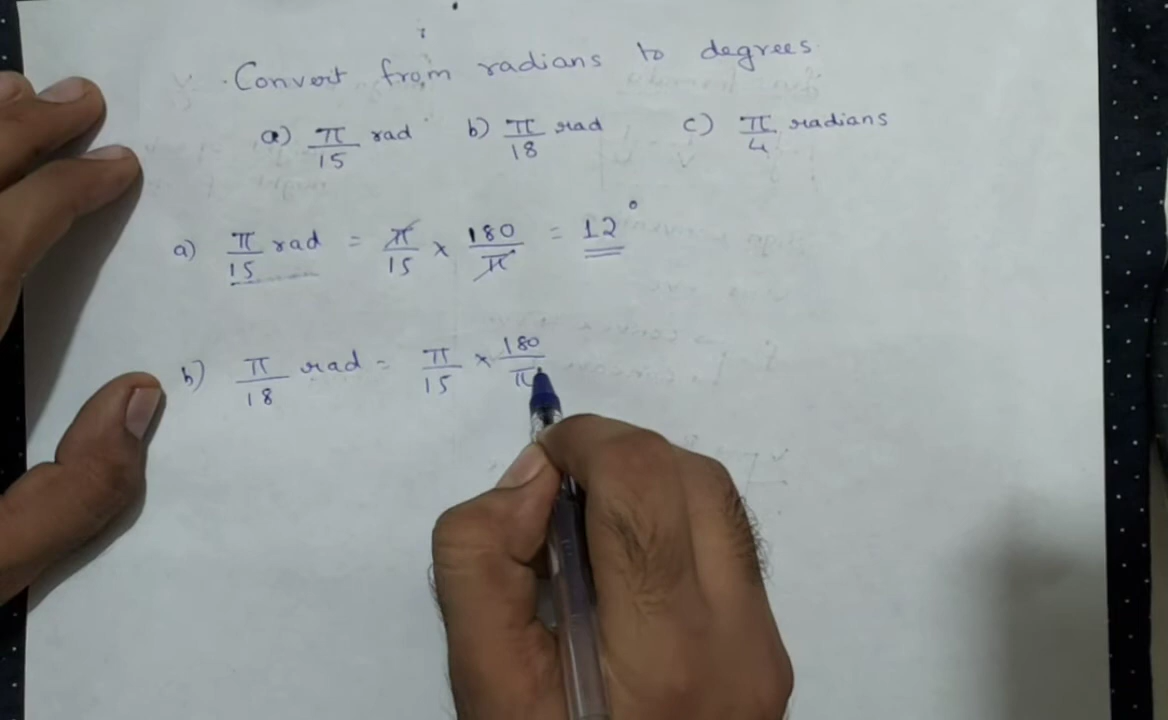 Convert from radians to degrees
a) π/15 rad b) π/18 rad c) π/4 radians
a) π/15 rad = π/15 × 180/π = 12°
b) π/18 rad = π/15 × 180/π